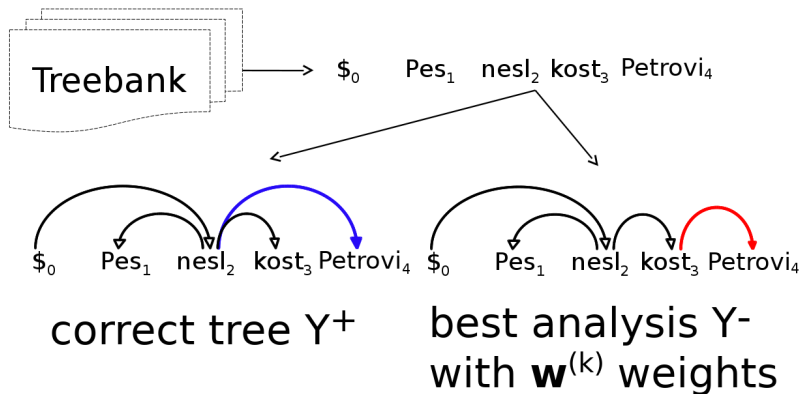 Treebank
$₀ Pes₁ nesl₂ kost₃ Petrovi₄
$₀ Pes₁ nesl₂ kost₃ Petrovi₄
$₀ Pes₁ nesl₂ kost₃ Petrovi₄
correct tree Y⁺
best analysis Y-
with w⁽ᵏ⁾ weights